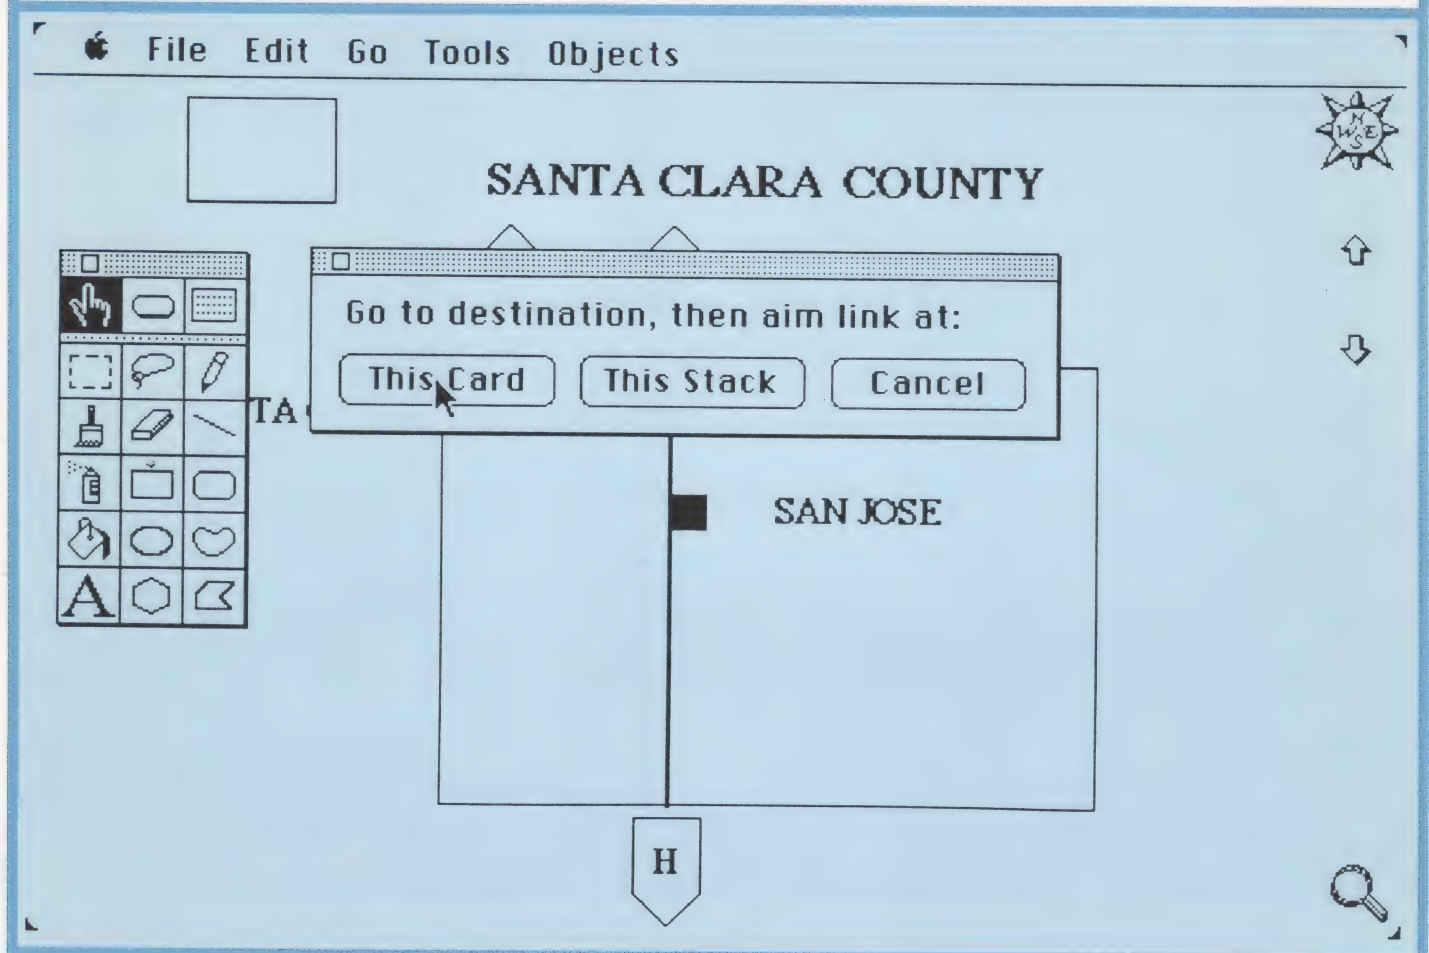 File Edit Go Tools Objects
N
W E
S
SANTA CLARA COUNTY
Go to destination, then aim link at:
This Card This Stack Cancel
TA
SAN JOSE
A
H